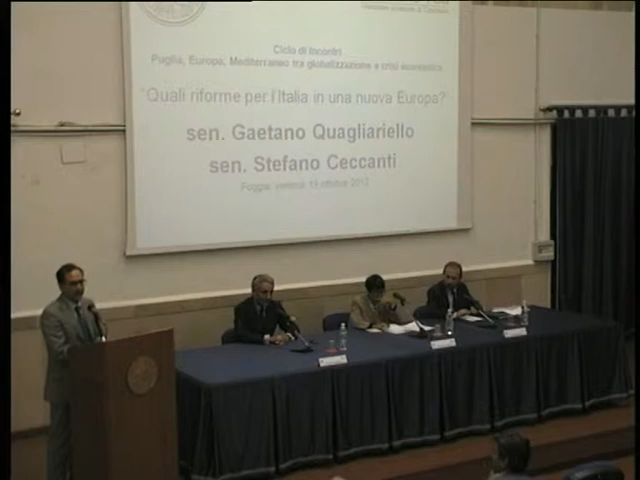 Ciclo di Incontri
Puglia, Europa, Mediterraneo tra globalizzazione e crisi economica
"Quali riforme per l'Italia in una nuova Europa?"
sen. Gaetano Quagliariello
sen. Stefano Ceccanti
Foggia, venerdì ottobre 2012